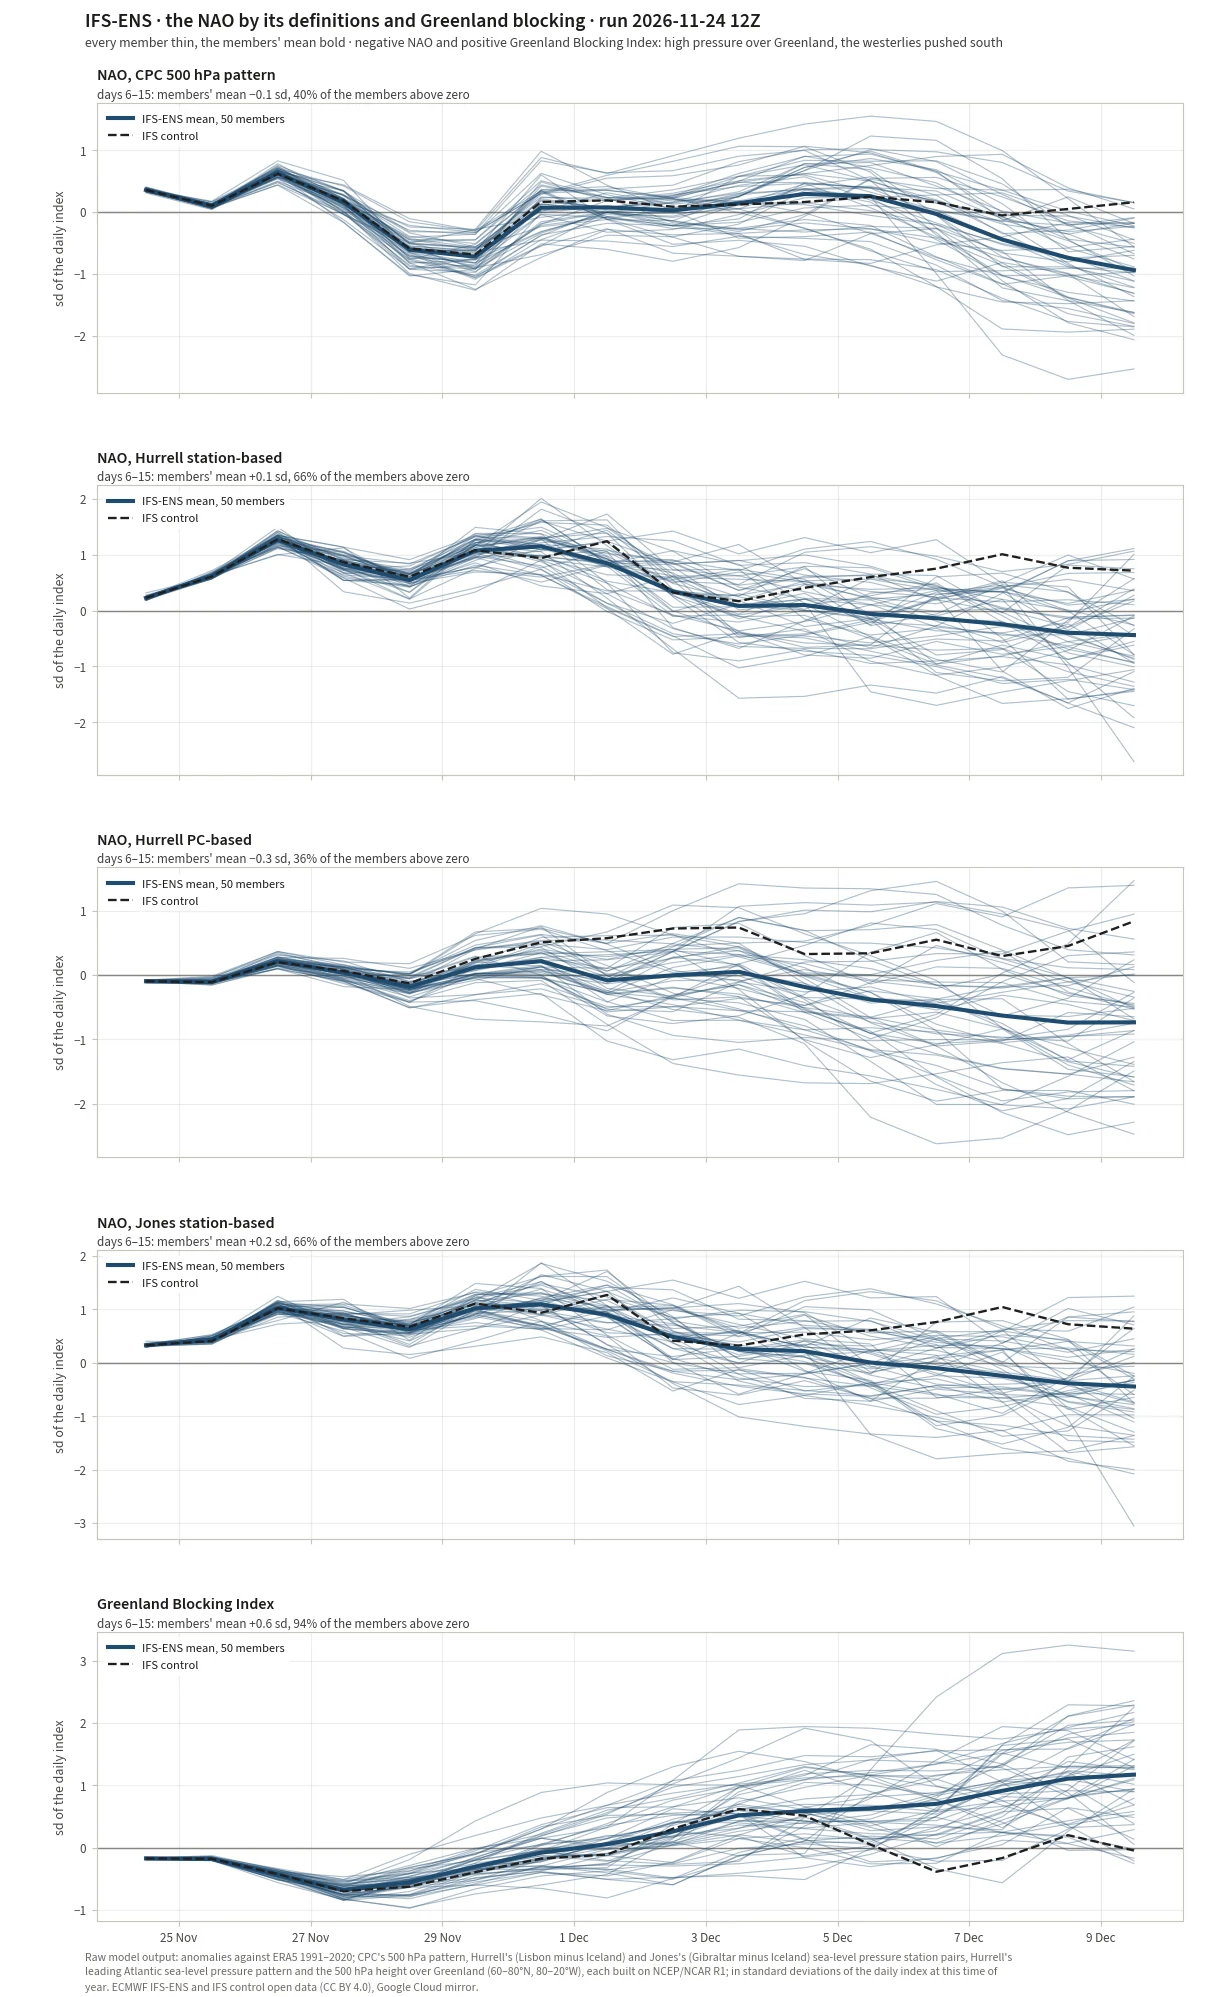 IFS-ENS · the NAO by its definitions and Greenland blocking · run 2026-11-24 12Z
every member thin, the members' mean bold · negative NAO and positive Greenland Blocking Index: high pressure over Greenland, the westerlies pushed south
NAO, CPC 500 hPa pattern
days 6–15: members' mean −0.1 sd, 40% of the members above zero
IFS-ENS mean, 50 members
IFS control
1
0
−1
−2
sd of the daily index
NAO, Hurrell station-based
days 6–15: members' mean +0.1 sd, 66% of the members above zero
IFS-ENS mean, 50 members
IFS control
2
1
0
−1
−2
sd of the daily index
NAO, Hurrell PC-based
days 6–15: members' mean −0.3 sd, 36% of the members above zero
IFS-ENS mean, 50 members
IFS control
1
0
−1
−2
sd of the daily index
NAO, Jones station-based
days 6–15: members' mean +0.2 sd, 66% of the members above zero
IFS-ENS mean, 50 members
IFS control
2
1
0
−1
−2
−3
sd of the daily index
Greenland Blocking Index
days 6–15: members' mean +0.6 sd, 94% of the members above zero
IFS-ENS mean, 50 members
IFS control
3
2
1
0
−1
sd of the daily index
25 Nov
27 Nov
29 Nov
1 Dec
3 Dec
5 Dec
7 Dec
9 Dec
Raw model output: anomalies against ERA5 1991–2020; CPC's 500 hPa pattern, Hurrell's (Lisbon minus Iceland) and Jones's (Gibraltar minus Iceland) sea-level pressure station pairs, Hurrell's
leading Atlantic sea-level pressure pattern and the 500 hPa height over Greenland (60–80°N, 80–20°W), each built on NCEP/NCAR R1; in standard deviations of the daily index at this time of
year. ECMWF IFS-ENS and IFS control open data (CC BY 4.0), Google Cloud mirror.